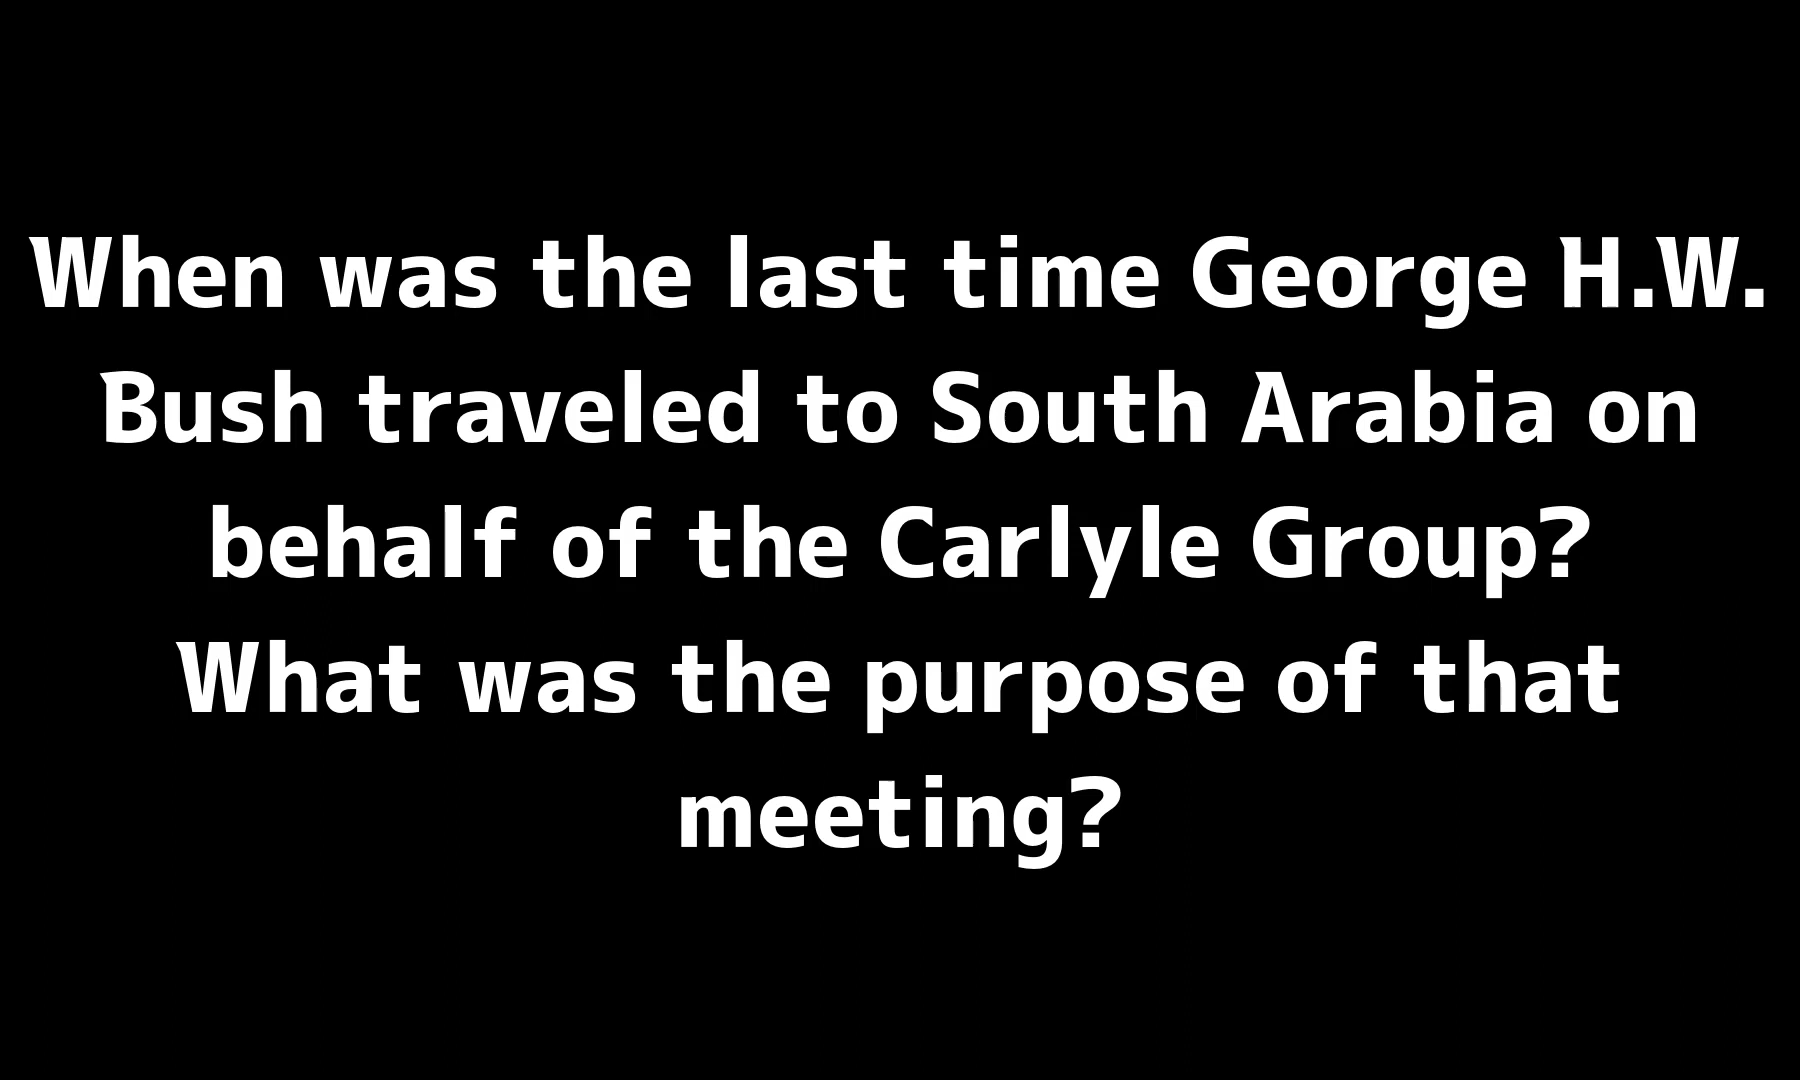 When was the last time George H.W.
Bush traveled to South Arabia on
behalf of the Carlyle Group?
What was the purpose of that
meeting?